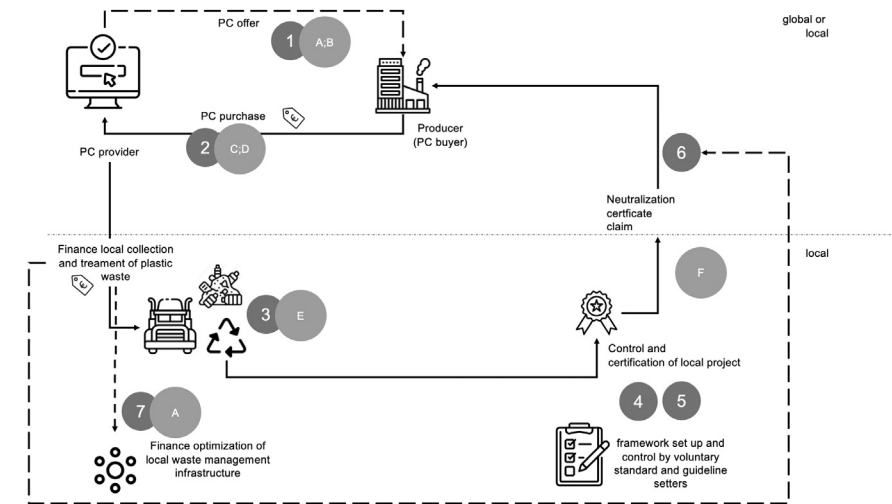 PC offer
1
A;B
global or
local
PC purchase
€
2
C;D
PC provider
Producer
(PC buyer)
6
Neutralization
certficate
claim
Finance local collection
and treament of plastic
waste
€
local
F
3
E
Control and
certification of local project
4
5
7
A
Finance optimization of
local waste management
infrastructure
framework set up and
control by voluntary
standard and guideline
setters